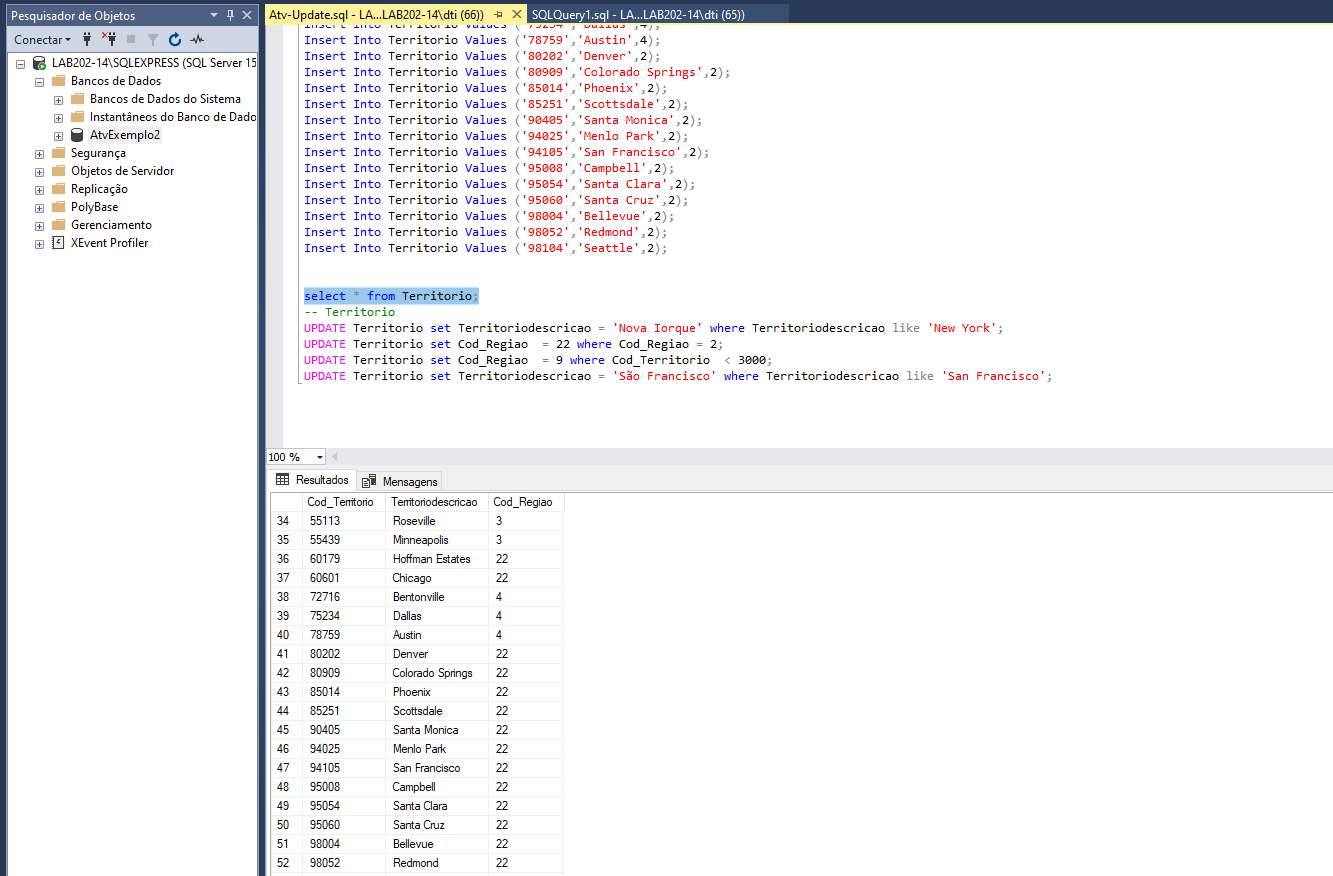 Pesquisador de Objetos
Conectar
LAB202-14\SQLEXPRESS (SQL Server 15
Bancos de Dados
Bancos de Dados do Sistema
Instantâneos do Banco de Dado
AtvExemplo2
Segurança
Objetos de Servidor
Replicação
PolyBase
Gerenciamento
XEvent Profiler
Atv-Update.sql - LA...LAB202-14\dti (66))
SQLQuery1.sql - LA...LAB202-14\dti (65))
Insert Into Territorio Values ('75234','Dallas',4);
Insert Into Territorio Values ('78759','Austin',4);
Insert Into Territorio Values ('80202','Denver',2);
Insert Into Territorio Values ('80909','Colorado Springs',2);
Insert Into Territorio Values ('85014','Phoenix',2);
Insert Into Territorio Values ('85251','Scottsdale',2);
Insert Into Territorio Values ('90405','Santa Monica',2);
Insert Into Territorio Values ('94025','Menlo Park',2);
Insert Into Territorio Values ('94105','San Francisco',2);
Insert Into Territorio Values ('95008','Campbell',2);
Insert Into Territorio Values ('95054','Santa Clara',2);
Insert Into Territorio Values ('95060','Santa Cruz',2);
Insert Into Territorio Values ('98004','Bellevue',2);
Insert Into Territorio Values ('98052','Redmond',2);
Insert Into Territorio Values ('98104','Seattle',2);
select * from Territorio;
-- Territorio
UPDATE Territorio set Territoriodescricao = 'Nova Iorque' where Territoriodescricao like 'New York';
UPDATE Territorio set Cod_Regiao  = 22 where Cod_Regiao = 2;
UPDATE Territorio set Cod_Regiao  = 9 where Cod_Territorio  < 3000;
UPDATE Territorio set Territoriodescricao = 'São Francisco' where Territoriodescricao like 'San Francisco';
100 %
Resultados Mensagens
Cod_Territorio Territoriodescricao Cod_Regiao
34 55113 Roseville 3
35 55439 Minneapolis 3
36 60179 Hoffman Estates 22
37 60601 Chicago 22
38 72716 Bentonville 4
39 75234 Dallas 4
40 78759 Austin 4
41 80202 Denver 22
42 80909 Colorado Springs 22
43 85014 Phoenix 22
44 85251 Scottsdale 22
45 90405 Santa Monica 22
46 94025 Menlo Park 22
47 94105 San Francisco 22
48 95008 Campbell 22
49 95054 Santa Clara 22
50 95060 Santa Cruz 22
51 98004 Bellevue 22
52 98052 Redmond 22